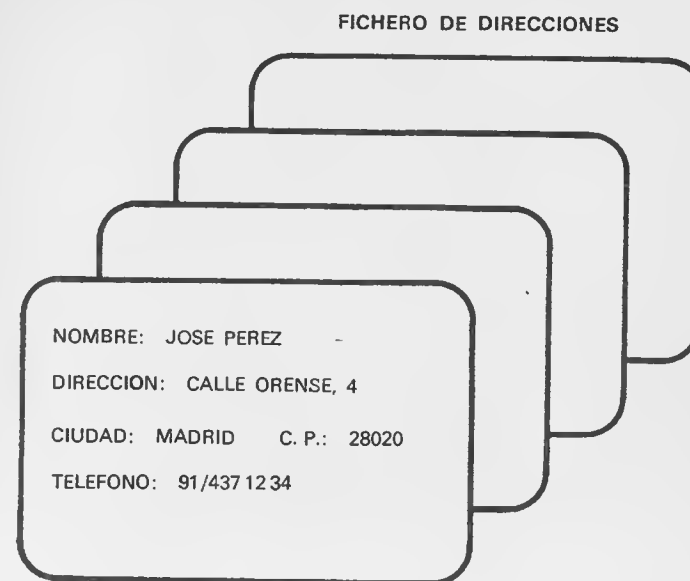 FICHERO DE DIRECCIONES
NOMBRE: JOSE PEREZ
DIRECCION: CALLE ORENSE, 4
CIUDAD: MADRID C. P.: 28020
TELEFONO: 91/437 12 34